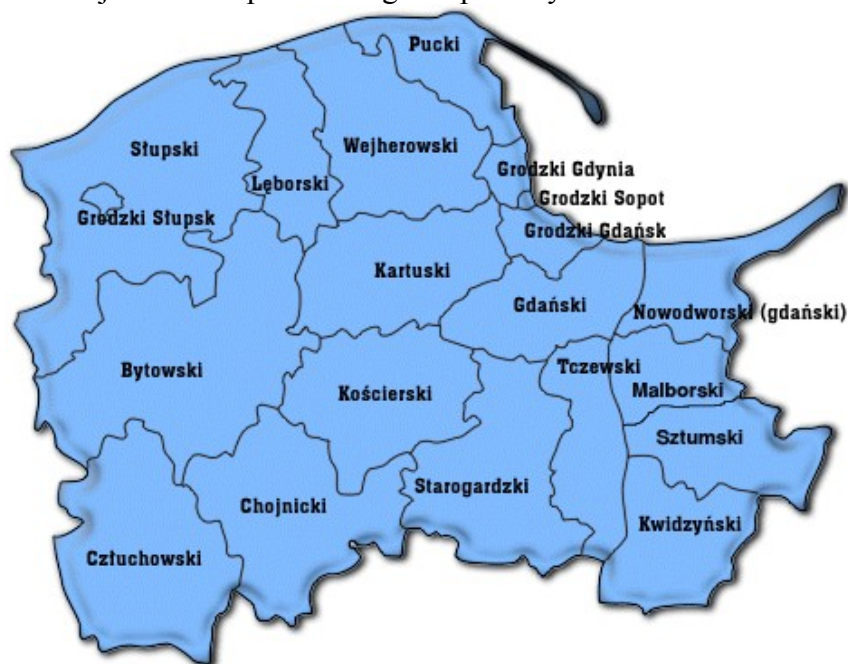 Pucki
Słupski
Wejherowski
Lęborski
Grodzki Gdynia
Grodzki Sopot
Grodzki Słupsk
Grodzki Gdańsk
Kartuski
Gdański
Nowodworski (gdański)
Bytowski
Kościerski
Tczewski
Malborski
Sztumski
Starogardzki
Chojnicki
Kwidzyński
Człuchowski